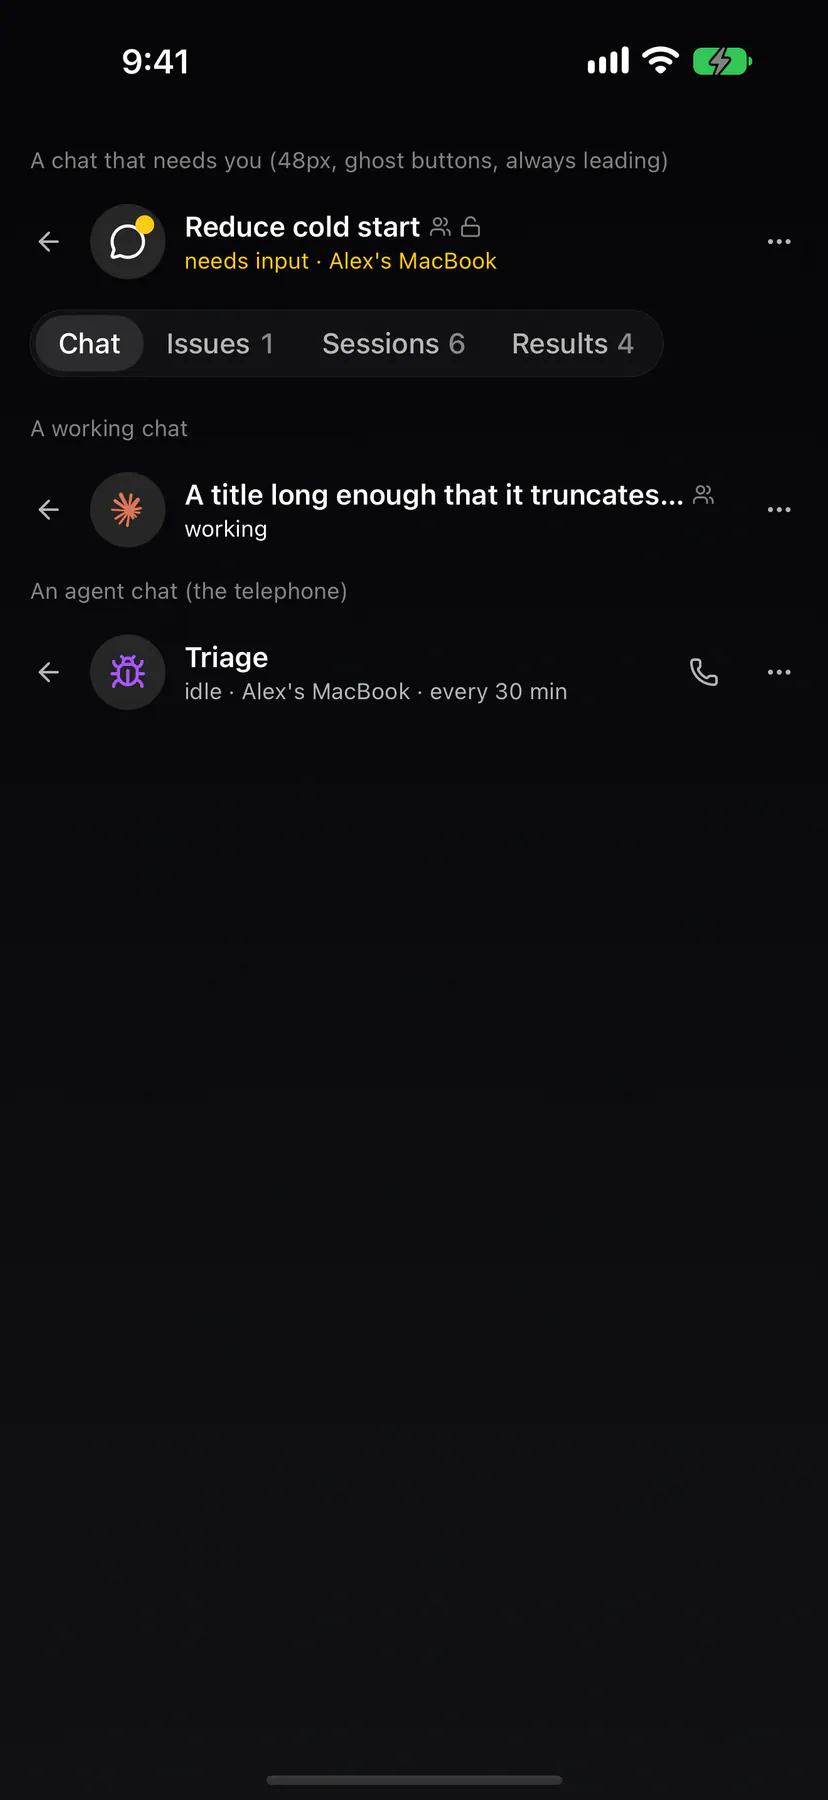 9:41
A chat that needs you (48px, ghost buttons, always leading)
Reduce cold start
needs input · Alex's MacBook
Chat Issues 1 Sessions 6 Results 4
A working chat
A title long enough that it truncates...
working
An agent chat (the telephone)
Triage
idle · Alex's MacBook · every 30 min